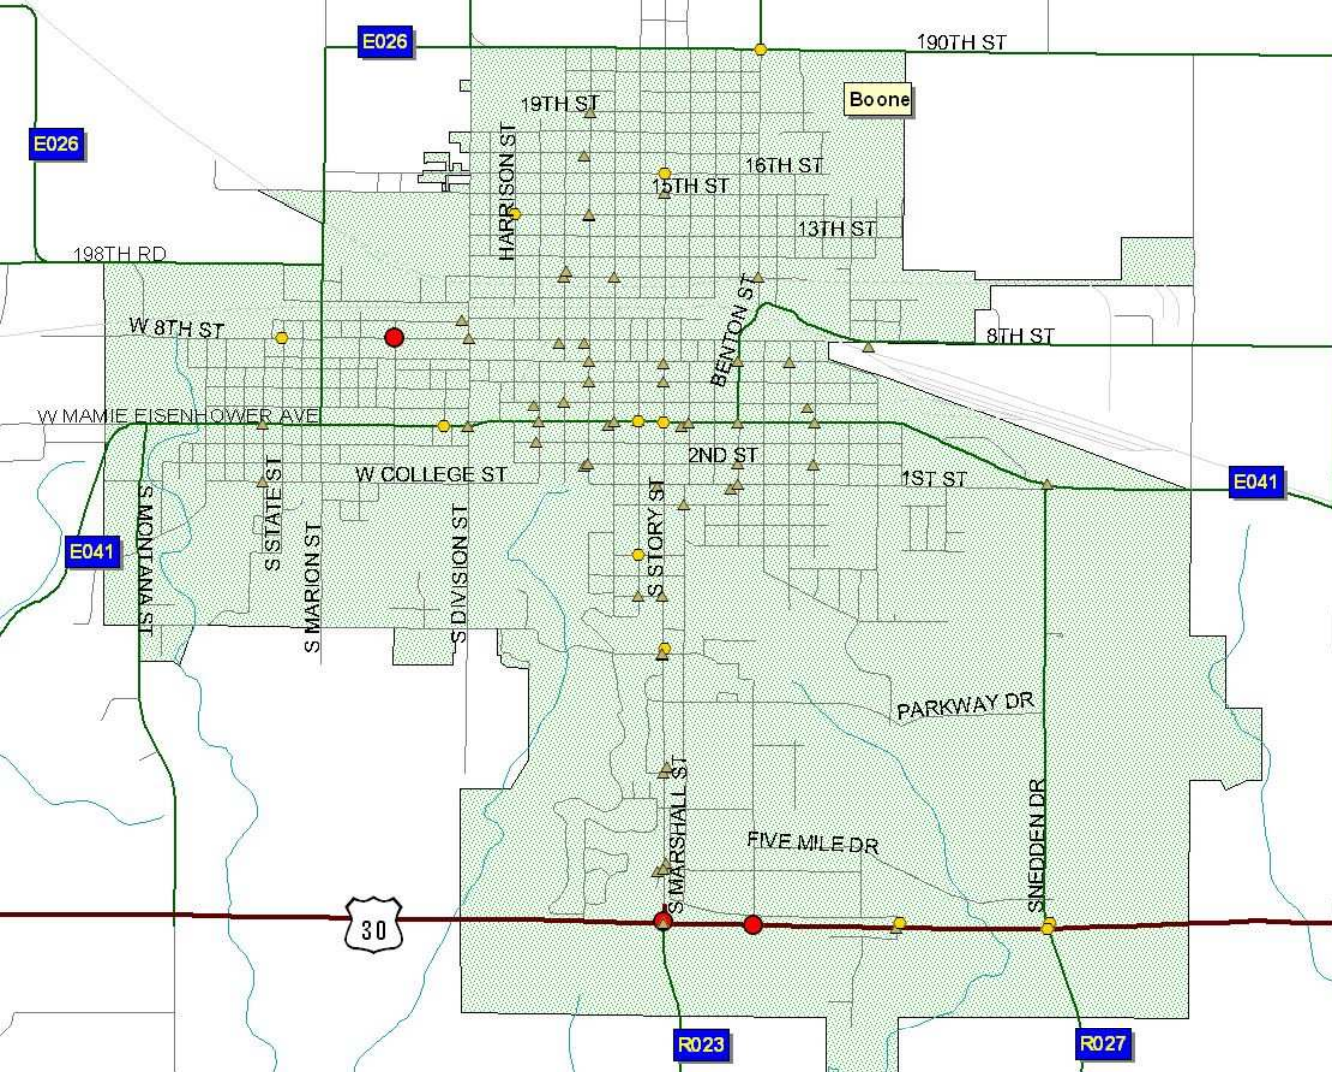 E026
190TH ST
Boone
19TH ST
E026
HARRISON ST
16TH ST
15TH ST
13TH ST
198TH RD
BENTON ST
W 8TH ST
8TH ST
W MAMIE EISENHOWER AVE
2ND ST
W COLLEGE ST
1ST ST
E041
S STATE ST
S MONTANA ST
S MARION ST
S DIVISION ST
S STORY ST
E041
PARKWAY DR
S MARSHALL ST
SNEDDEN DR
FIVE MILE DR
30
R023
R027